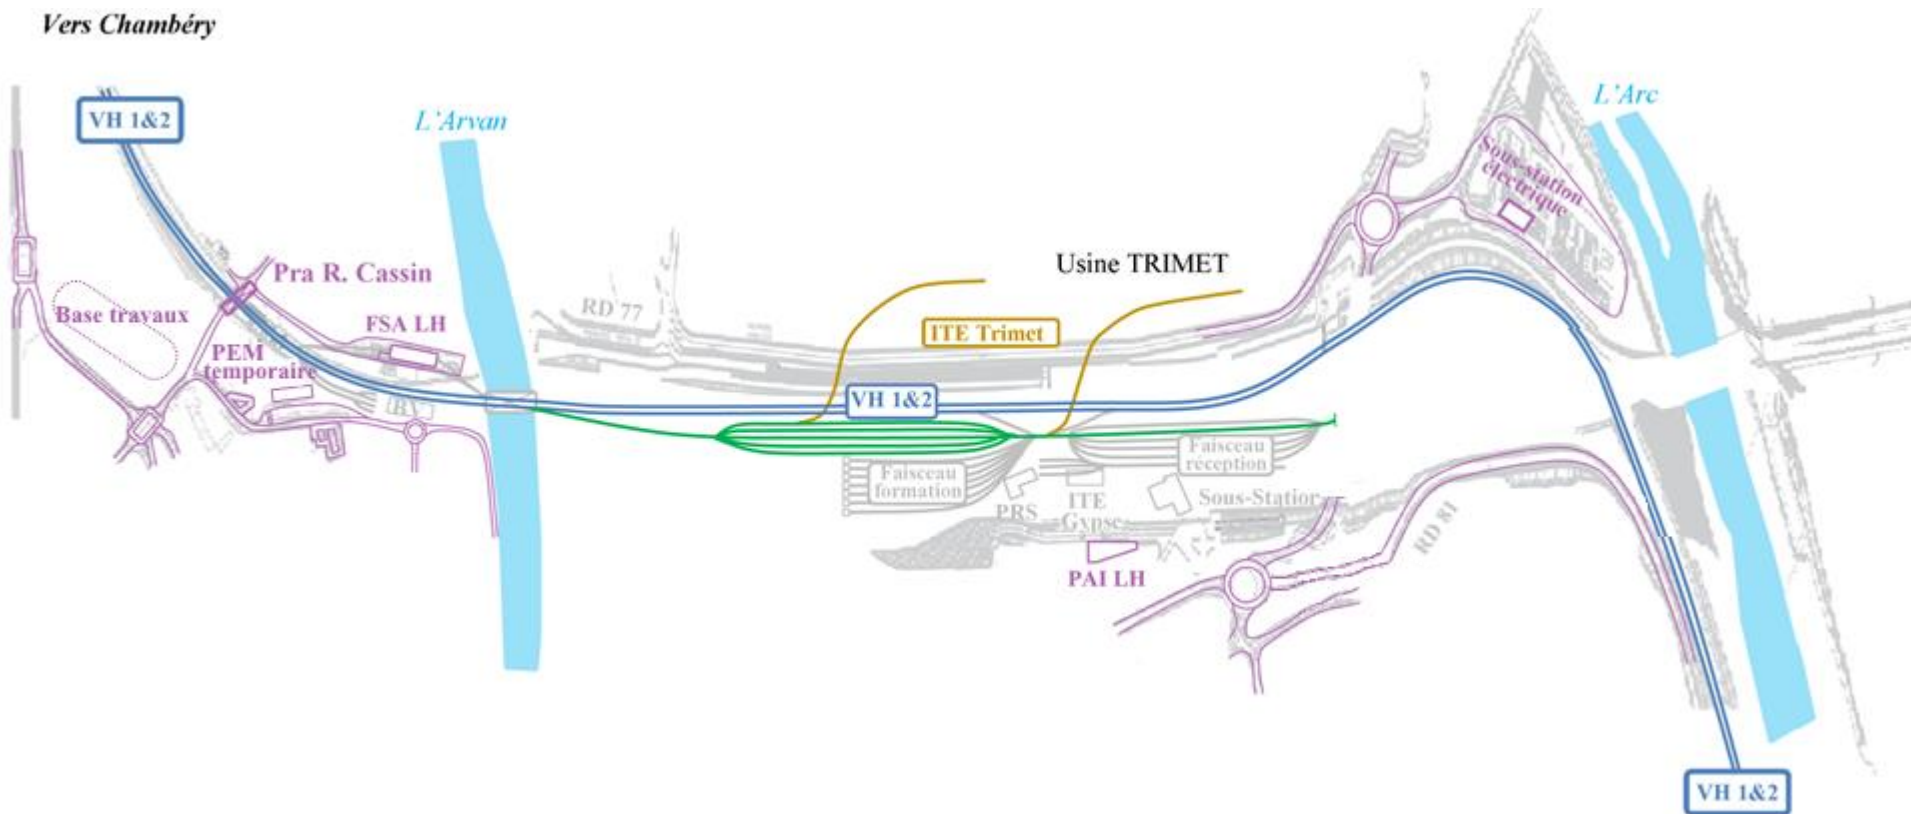 Vers Chambéry
VH 1&2
L'Arvan
L'Arc
Sous-station
électrique
Usine TRIMET
Pra R. Cassin
Base travaux
FSA LH
RD 77
ITE Trimet
PEM
temporaire
BV
VH 1&2
Faisceau
formation
Faisceau
réception
PRS
ITE
Gypse
Sous-Station
RD 81
PAI LH
VH 1&2